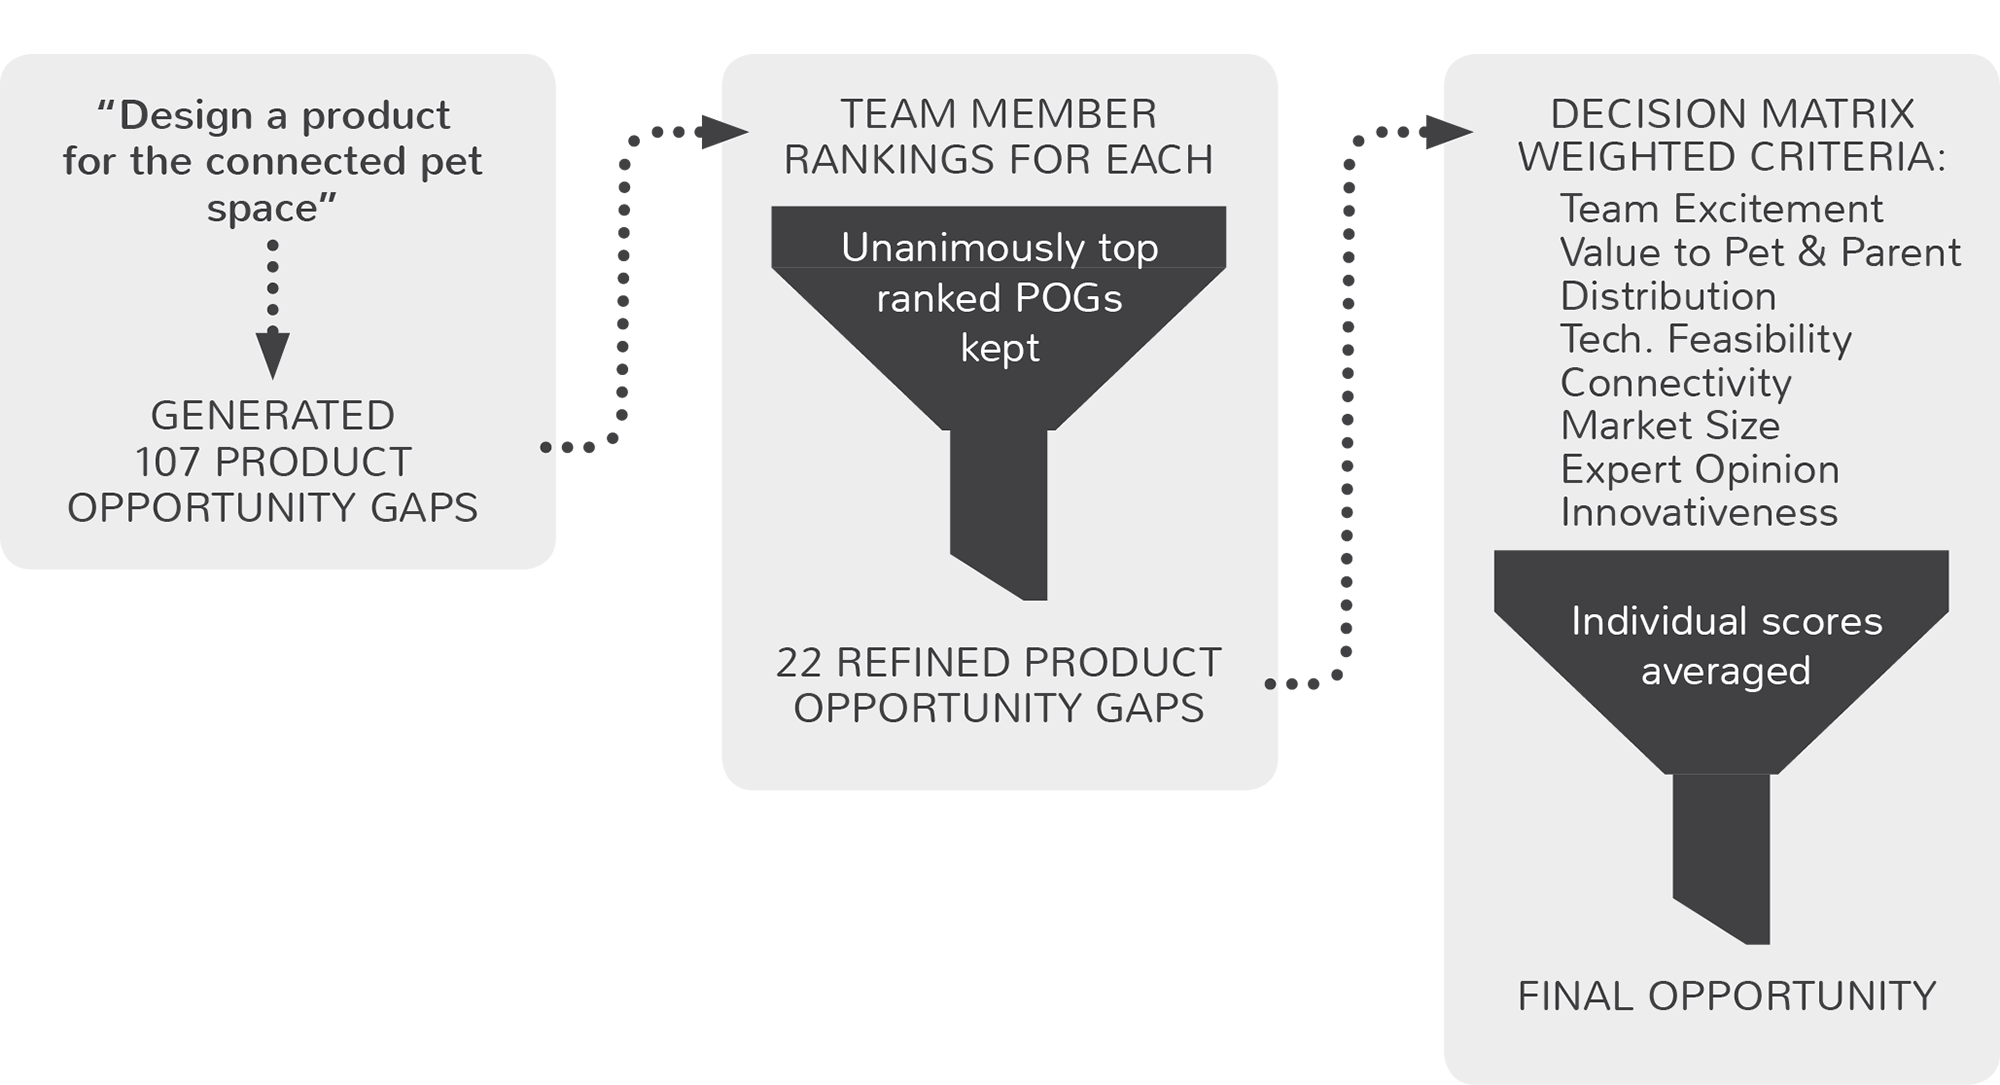 “Design a product
for the connected pet
space”
GENERATED
107 PRODUCT
OPPORTUNITY GAPS
TEAM MEMBER
RANKINGS FOR EACH
Unanimously top
ranked POGs
kept
22 REFINED PRODUCT
OPPORTUNITY GAPS
DECISION MATRIX
WEIGHTED CRITERIA:
Team Excitement
Value to Pet & Parent
Distribution
Tech. Feasibility
Connectivity
Market Size
Expert Opinion
Innovativeness
Individual scores
averaged
FINAL OPPORTUNITY